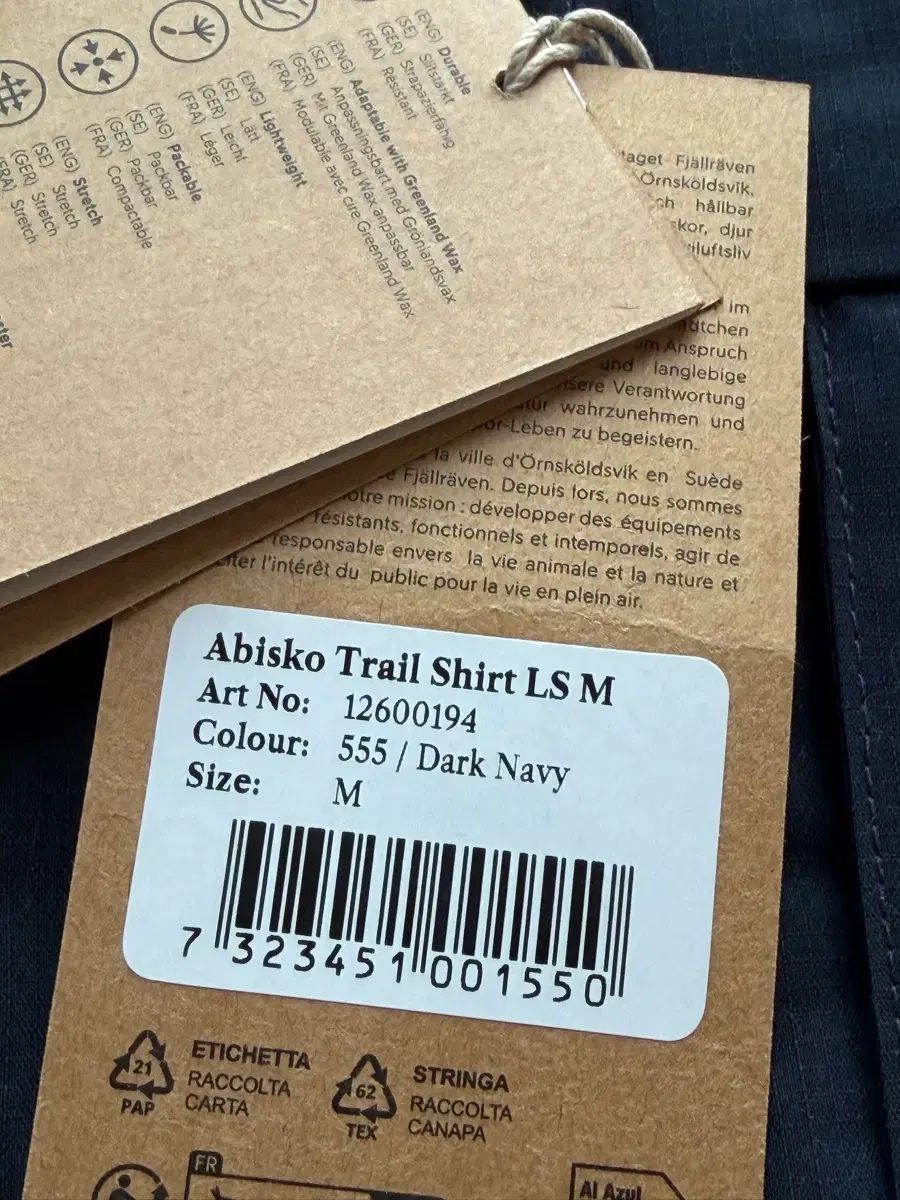 (ENG) Durable
(SE) Slitstarkt
(GER) Strapazierfähig
(FRA) Résistant
(ENG) Adaptable with Greenland Wax
(SE) Anpassningsbart med Grönlandsvax
(GER) Mit Greenland Wax anpassbar
(FRA) Modulable avec cire Greenland Wax
(ENG) Lightweight
(SE) Lätt
(GER) Leicht
(FRA) Léger
(ENG) Packable
(SE) Packbar
(GER) Packbar
(FRA) Compactable
(ENG) Stretch
(SE) Stretch
(GER) Stretch
(FRA) Stretch
Fjällräven
Örnsköldsvik,
hållbar
skor, djur
friluftsliv
im
Anspruch
und langlebige
unsere Verantwortung
wahrzunehmen und
zu begeistern.
la ville d'Örnsköldsvik en Suède
Fjällräven. Depuis lors, nous sommes
notre mission : développer des équipements
résistants, fonctionnels et intemporels, agir de
responsable envers la vie animale et la nature et
l'intérêt du public pour la vie en plein air.
Abisko Trail Shirt LS M
Art No: 12600194
Colour: 555 / Dark Navy
Size: M
7 323451 001550
21
PAP
ETICHETTA
RACCOLTA
CARTA
62
TEX
STRINGA
RACCOLTA
CANAPA
FR
Al Azul